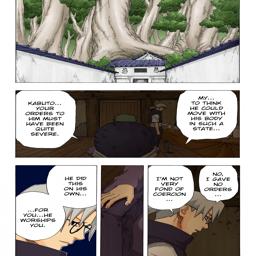 MY...
TO THINK
HE COULD
MOVE WITH
HIS BODY
IN SUCH A
STATE...
KABUTO...
YOUR
ORDERS TO
HIM MUST
HAVE BEEN
QUITE
SEVERE.
NO,
I GAVE
NO
ORDERS
...
I'M NOT
VERY
FOND OF
COERCION
...
HE DID
THIS
ON HIS
OWN...
...FOR
YOU...HE
WORSHIPS
YOU.